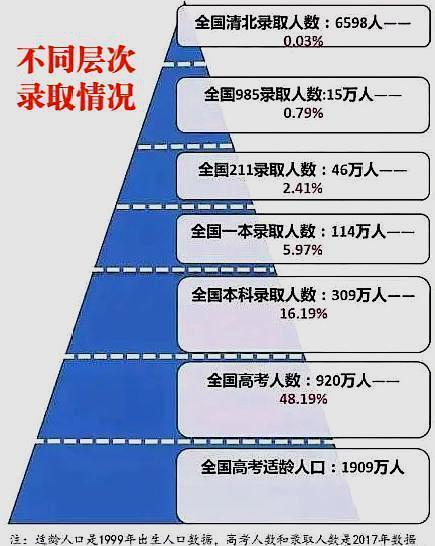 不同层次
录取情况
全国清北录取人数：6598人——
0.03%
全国985录取人数:15万人——
0.79%
全国211录取人数：46万人——
2.41%
全国一本录取人数：114万人——
5.97%
全国本科录取人数：309万人——
16.19%
全国高考人数：920万人——
48.19%
全国高考适龄人口：1909万人
注：适龄人口是1999年出生人口数据，高考人数和录取人数是2017年数据